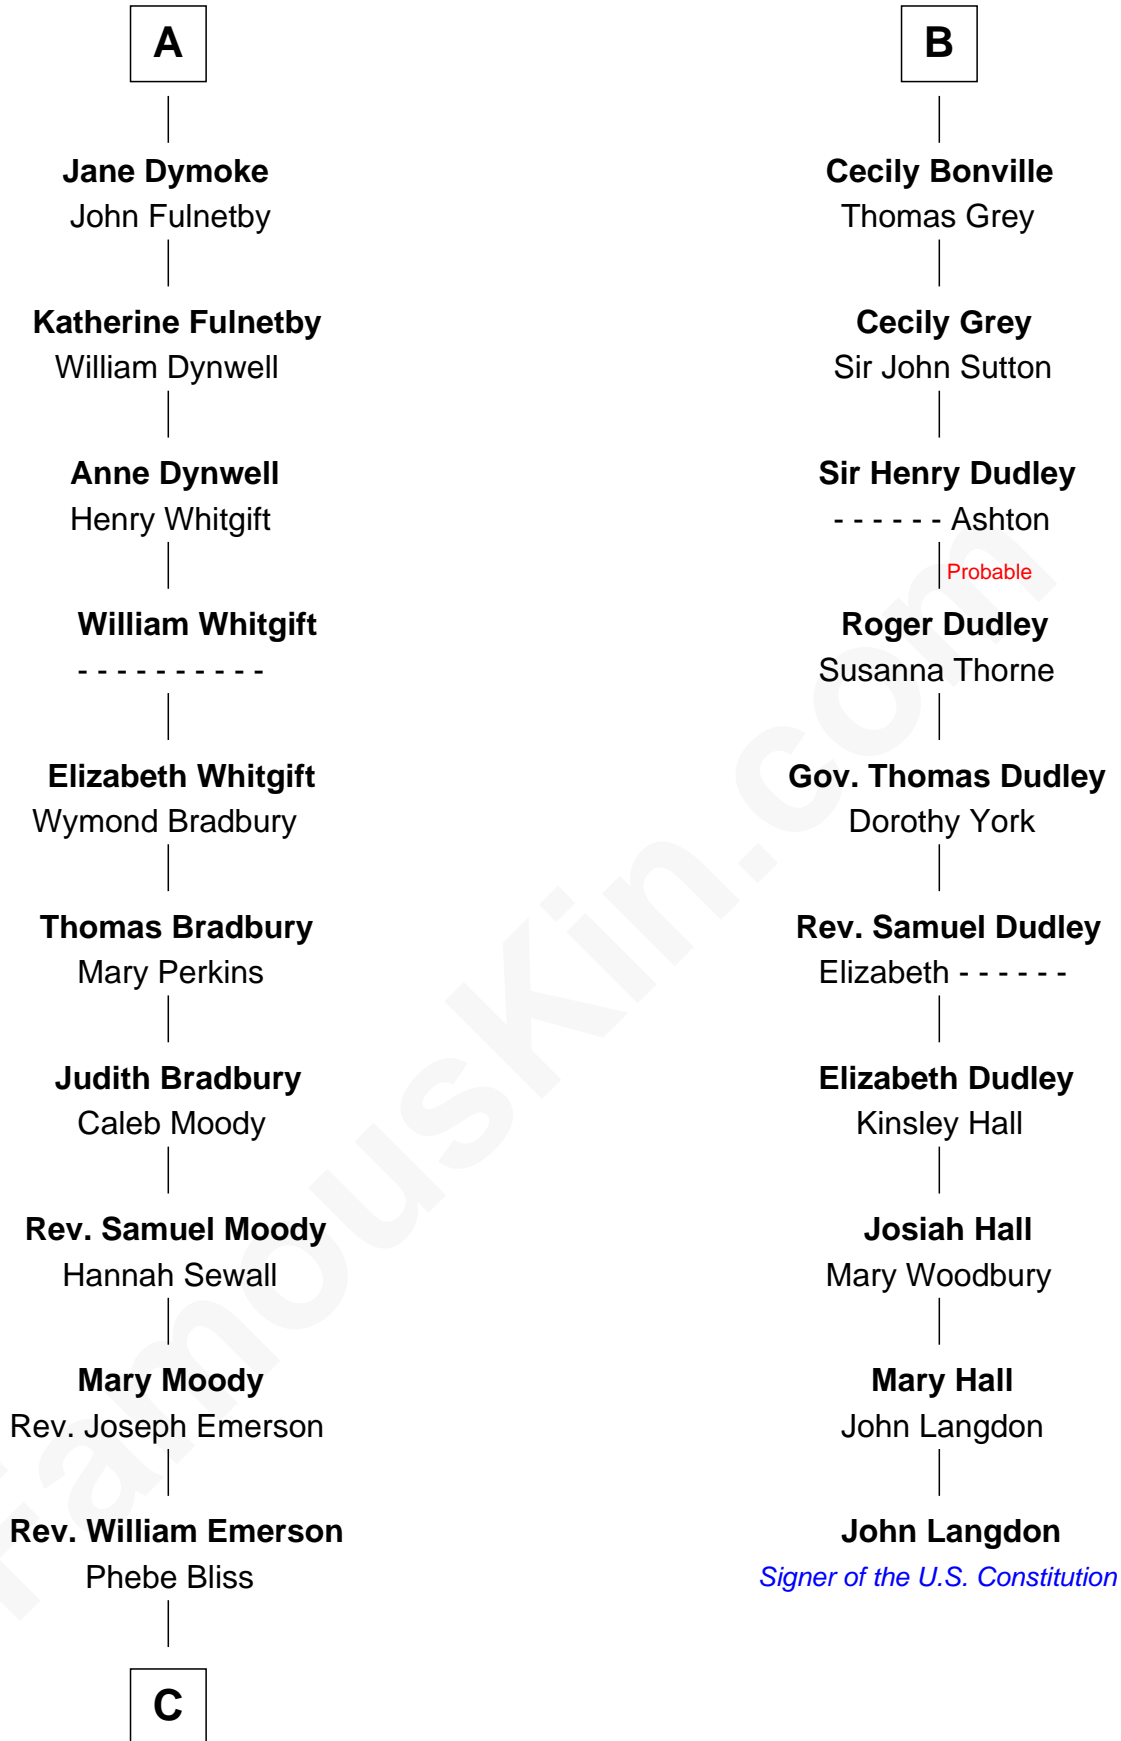 A
Jane Dymoke
John Fulnetby
Katherine Fulnetby
William Dynwell
Anne Dynwell
Henry Whitgift
William Whitgift
- - - - - - - - - -
Elizabeth Whitgift
Wymond Bradbury
Thomas Bradbury
Mary Perkins
Judith Bradbury
Caleb Moody
Rev. Samuel Moody
Hannah Sewall
Mary Moody
Rev. Joseph Emerson
Rev. William Emerson
Phebe Bliss
C
B
Cecily Bonville
Thomas Grey
Cecily Grey
Sir John Sutton
Sir Henry Dudley
- - - - - - Ashton
Probable
Roger Dudley
Susanna Thorne
Gov. Thomas Dudley
Dorothy York
Rev. Samuel Dudley
Elizabeth - - - - - -
Elizabeth Dudley
Kinsley Hall
Josiah Hall
Mary Woodbury
Mary Hall
John Langdon
John Langdon
Signer of the U.S. Constitution
FamousKin.com